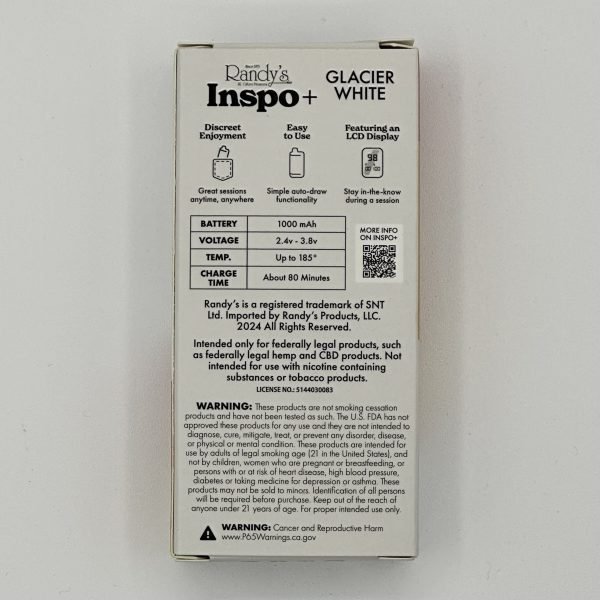 Since 1975
Randy's
Inspo+
GLACIER
WHITE
Discreet
Enjoyment
Easy
to Use
Featuring an
LCD Display
98
Great sessions
anytime, anywhere
Simple auto-draw
functionality
Stay in-the-know
during a session
BATTERY 1000 mAh
VOLTAGE 2.4v - 3.8v
TEMP. Up to 185°
CHARGE
TIME About 80 Minutes
MORE INFO
ON INSPO+
Randy's is a registered trademark of SNT
Ltd. Imported by Randy's Products, LLC.
2024 All Rights Reserved.
Intended only for federally legal products, such
as federally legal hemp and CBD products. Not
intended for use with nicotine containing
substances or tobacco products.
LICENSE NO.: 5144030083
WARNING: These products are not smoking cessation
products and have not been tested as such. The U.S. FDA has not
approved these products for any use and they are not intended to
diagnose, cure, mitigate, treat, or prevent any disorder, disease,
or physical or mental condition. These products are intended for
use by adults of legal smoking age (21 in the United States), and
not by children, women who are pregnant or breastfeeding, or
persons with or at risk of heart disease, high blood pressure,
diabetes or taking medicine for depression or asthma. These
products may not be sold to minors. Identification of all persons
will be required before purchase. Keep out of the reach of
anyone under 21 years of age. For proper intended use only.
WARNING: Cancer and Reproductive Harm
www.P65Warnings.ca.gov